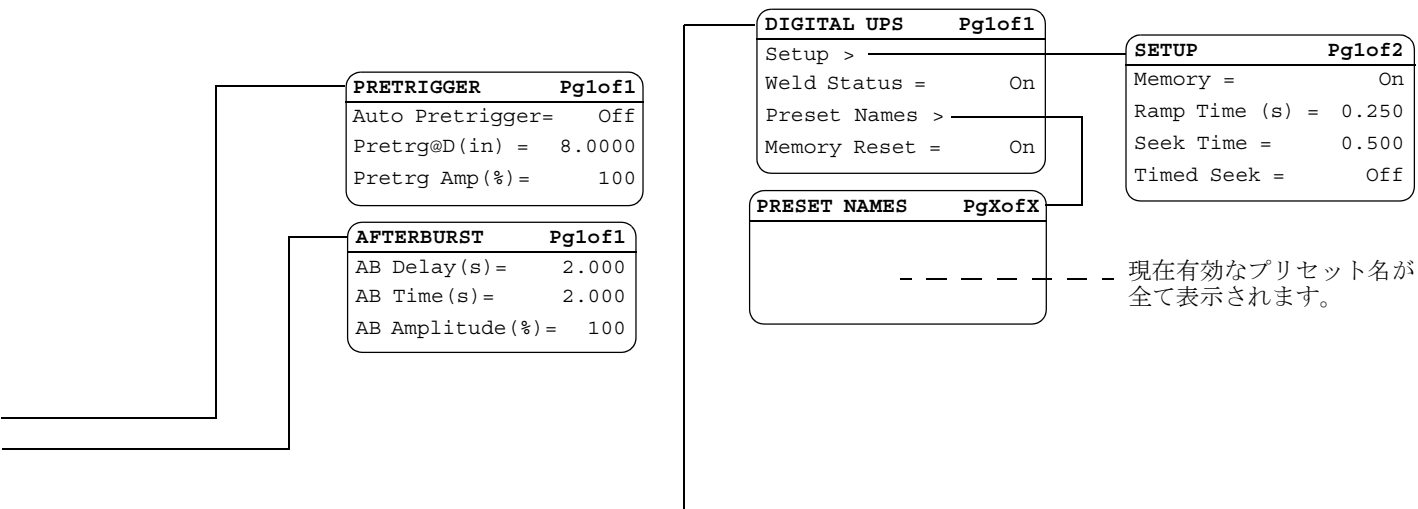 PRETRIGGER Pg1of1
Auto Pretrigger= Off
Pretrg@D(in) = 8.0000
Pretrg Amp(%)= 100
AFTERBURST Pg1of1
AB Delay(s)= 2.000
AB Time(s)= 2.000
AB Amplitude(%)= 100
DIGITAL UPS Pg1of1
Setup >
Weld Status = On
Preset Names >
Memory Reset = On
PRESET NAMES PgXofX
SETUP Pg1of2
Memory = On
Ramp Time (s) = 0.250
Seek Time = 0.500
Timed Seek = Off
現在有効なプリセット名が
全て表示されます。